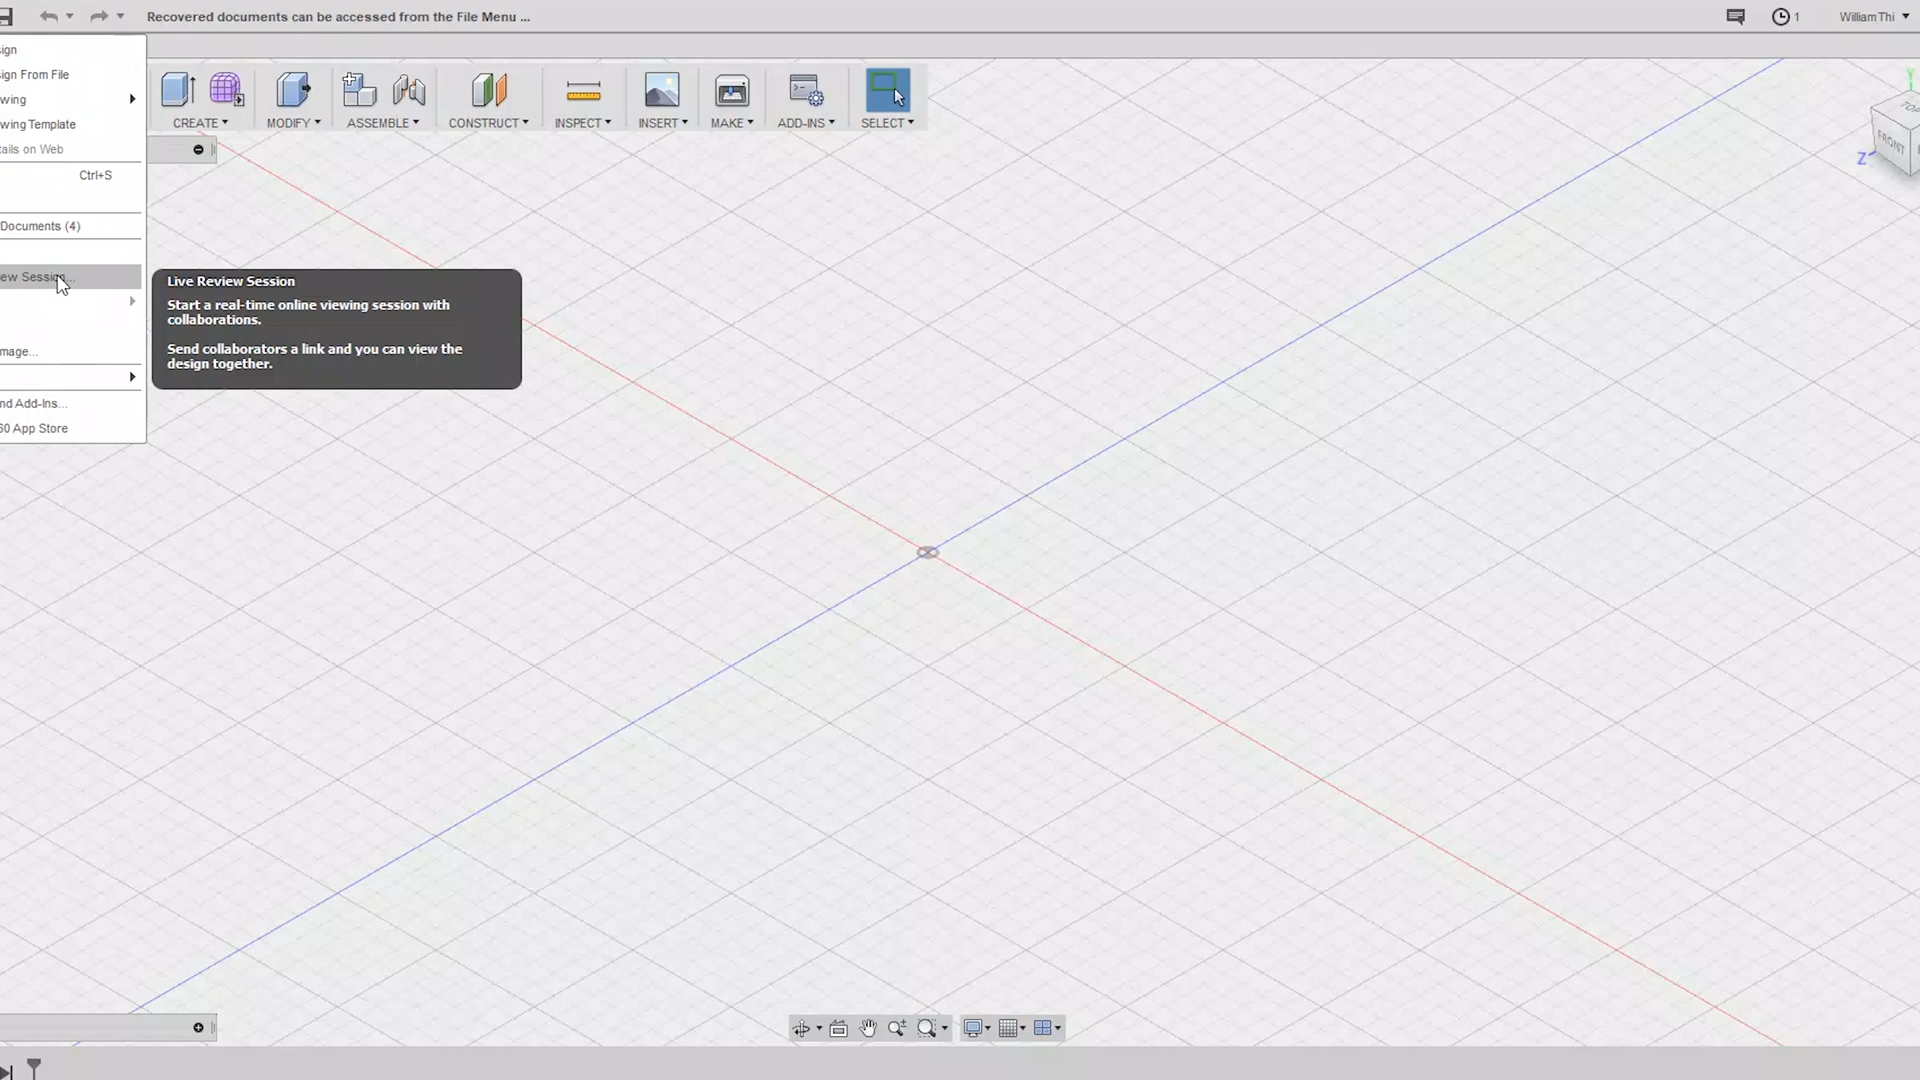 Recovered documents can be accessed from the File Menu ...
1
William Thi
ign
ign From File
wing
wing Template
tails on Web
Ctrl+S
Documents (4)
ew Session...
mage...
nd Add-Ins...
60 App Store
CREATE
MODIFY
ASSEMBLE
CONSTRUCT
INSPECT
INSERT
MAKE
ADD-INS
SELECT
Live Review Session
Start a real-time online viewing session with
collaborations.
Send collaborators a link and you can view the
design together.
Y
TOP
FRONT
Z